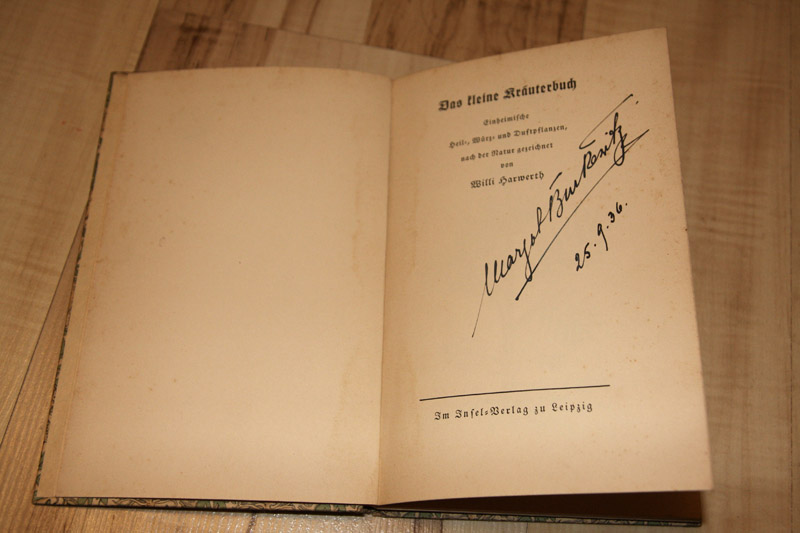 Das kleine Kräuterbuch
Einheimische
Heil-, Würz- und Duftpflanzen,
nach der Natur gezeichnet
von
Willi Harwerth
Margot
25.9.36.
Im Insel-Verlag zu Leipzig